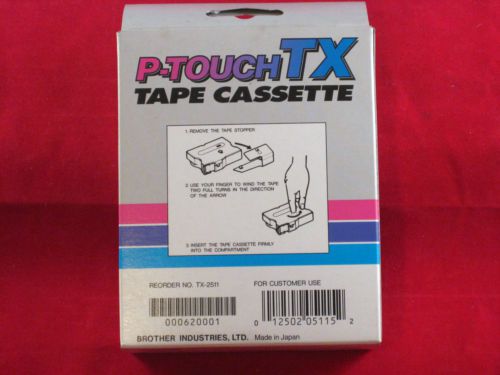 P-TOUCH TX
TAPE CASSETTE
1. REMOVE THE TAPE STOPPER
2. USE YOUR FINGER TO WIND THE TAPE
TWO FULL TURNS IN THE DIRECTION
OF THE ARROW
3. INSERT THE TAPE CASSETTE FIRMLY
INTO THE COMPARTMENT
REORDER NO. TX-2511
FOR CUSTOMER USE
000620001
0 12502 05115 2
BROTHER INDUSTRIES, LTD. Made in Japan